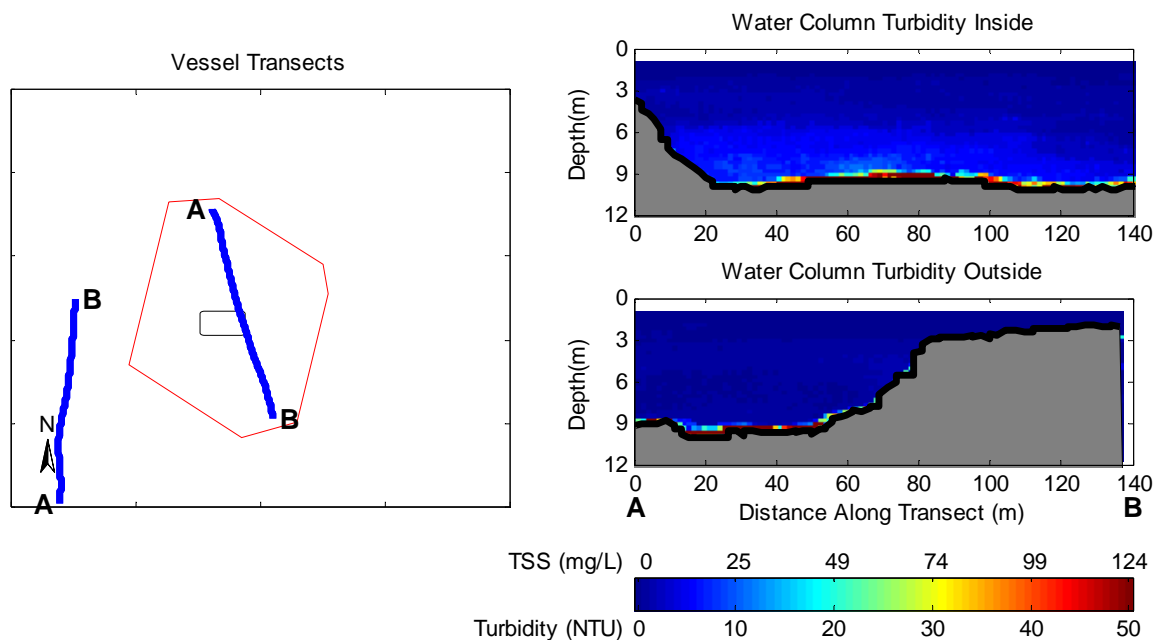 Vessel Transects
A
B
A
B
N
A
Water Column Turbidity Inside
Depth(m)
0
3
6
9
12
0 20 40 60 80 100 120 140
Water Column Turbidity Outside
Depth(m)
0
3
6
9
12
0 20 40 60 80 100 120 140
A Distance Along Transect (m) B
TSS (mg/L) 0 25 49 74 99 124
Turbidity (NTU) 0 10 20 30 40 50